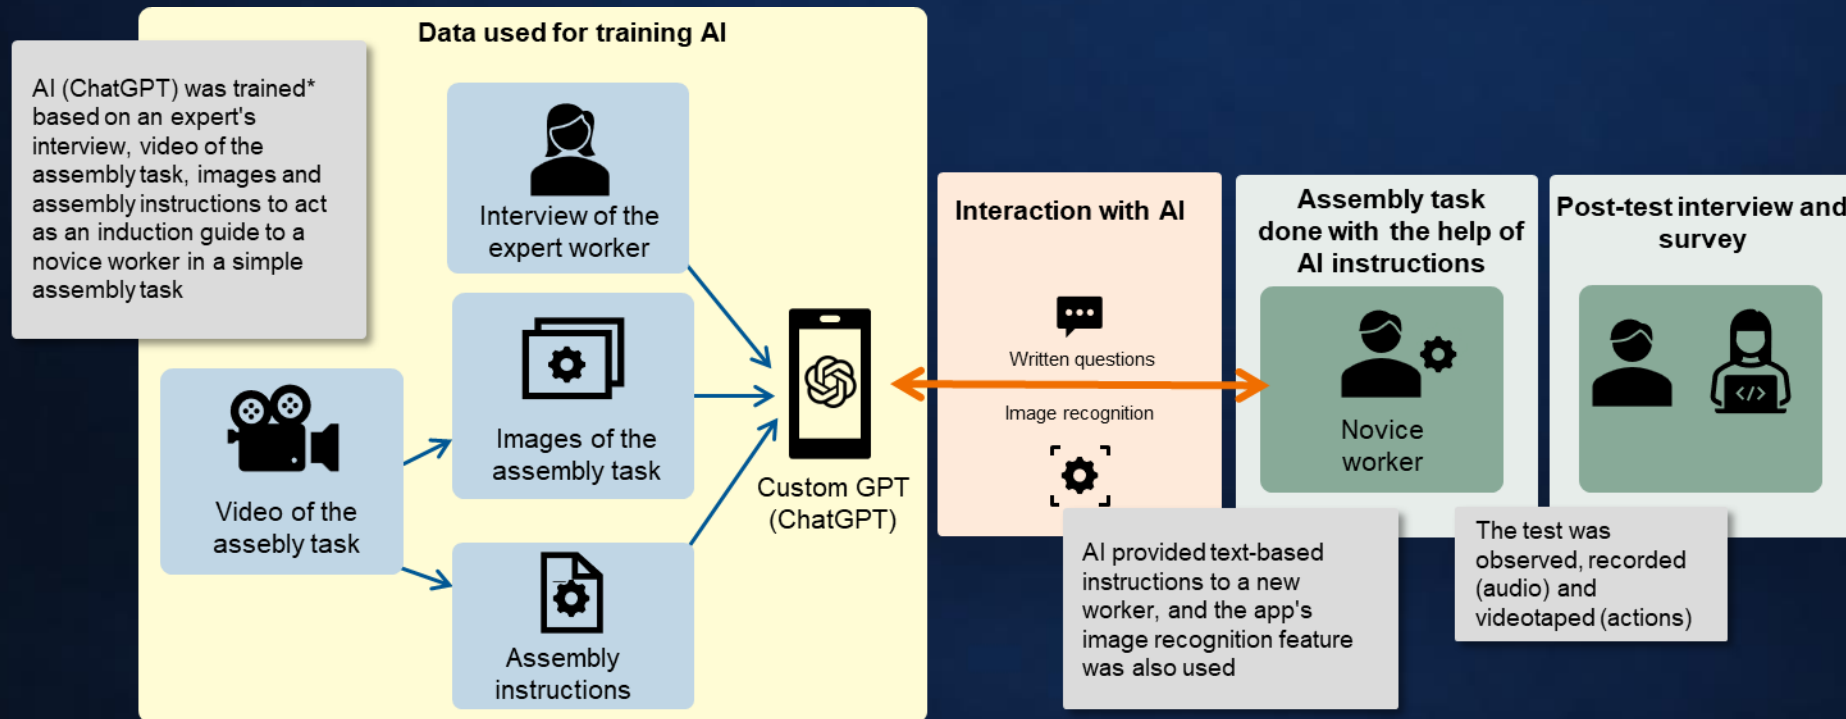 Data used for training AI
AI (ChatGPT) was trained*
based on an expert's
interview, video of the
assembly task, images and
assembly instructions to act
as an induction guide to a
novice worker in a simple
assembly task
Interview of the
expert worker
Images of the
assembly task
Video of the
assebly task
Assembly
instructions
Custom GPT
(ChatGPT)
Interaction with AI
Written questions
Image recognition
AI provided text-based
instructions to a new
worker, and the app's
image recognition feature
was also used
Assembly task
done with the help of
AI instructions
Novice
worker
Post-test interview and
survey
</>
The test was
observed, recorded
(audio) and
videotaped (actions)